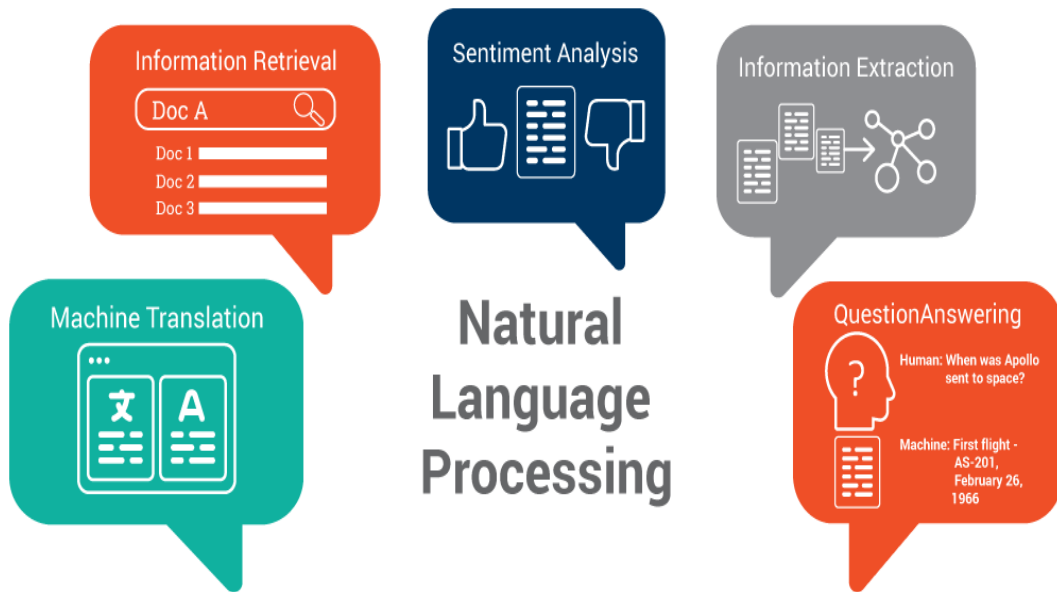 Information Retrieval
Doc A
Doc 1
Doc 2
Doc 3
Sentiment Analysis
Information Extraction
Machine Translation
文 A
Natural
Language
Processing
QuestionAnswering
?
Human: When was Apollo
sent to space?
Machine: First flight -
AS-201,
February 26,
1966